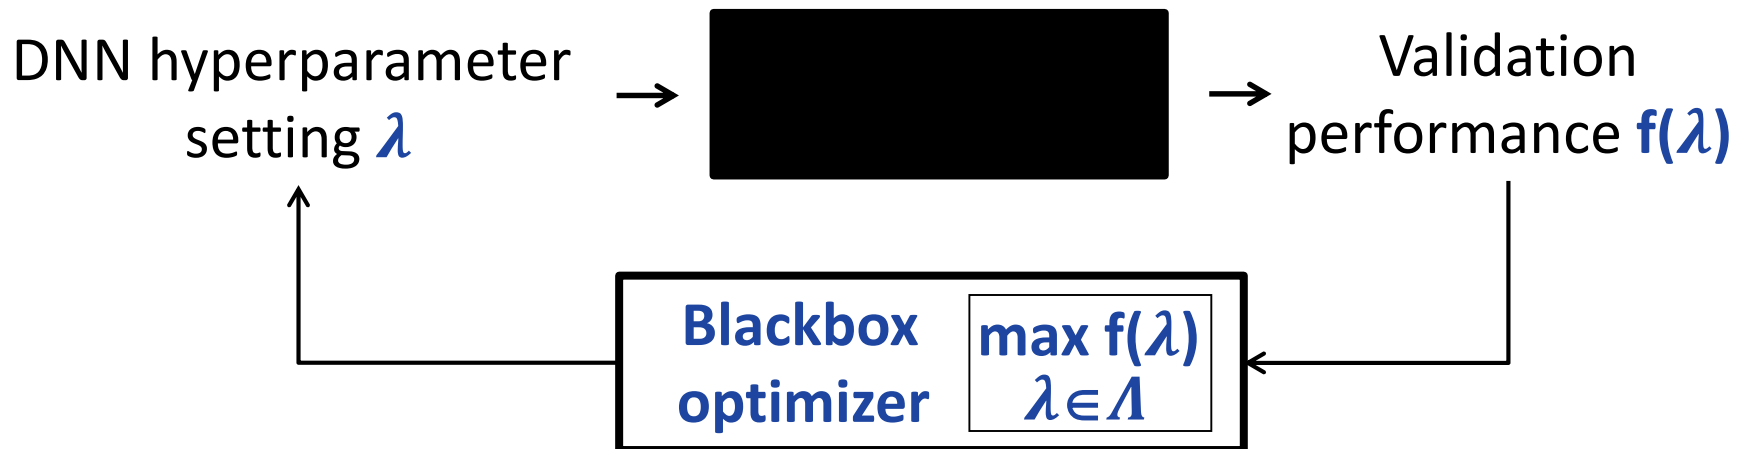 DNN hyperparameter
setting λ
Validation
performance f(λ)
Blackbox
optimizer
max f(λ)
λ∈Λ